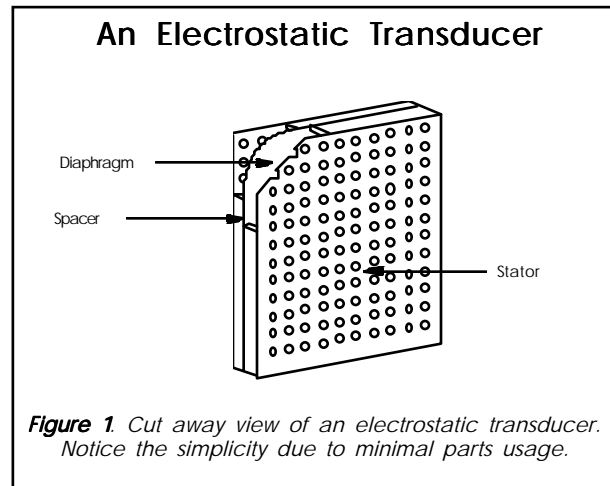 An Electrostatic Transducer
Diaphragm
Spacer
Stator
Figure 1. Cut away view of an electrostatic transducer.
Notice the simplicity due to minimal parts usage.